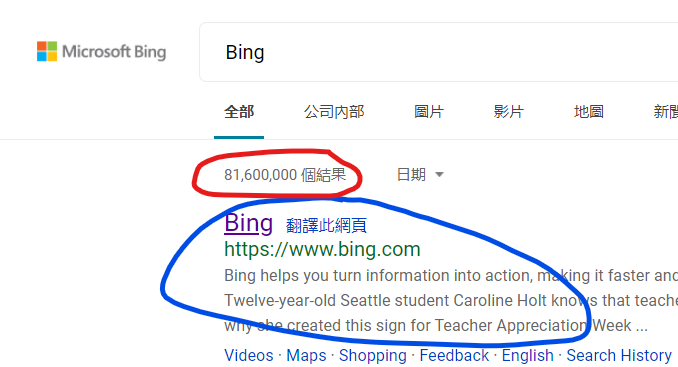 Microsoft Bing
Bing
全部 公司內部 圖片 影片 地圖 新聞
81,600,000 個結果 日期
Bing 翻譯此網頁
https://www.bing.com
Bing helps you turn information into action, making it faster and
Twelve-year-old Seattle student Caroline Holt knows that teache
why she created this sign for Teacher Appreciation Week ...
Videos · Maps · Shopping · Feedback · English · Search History